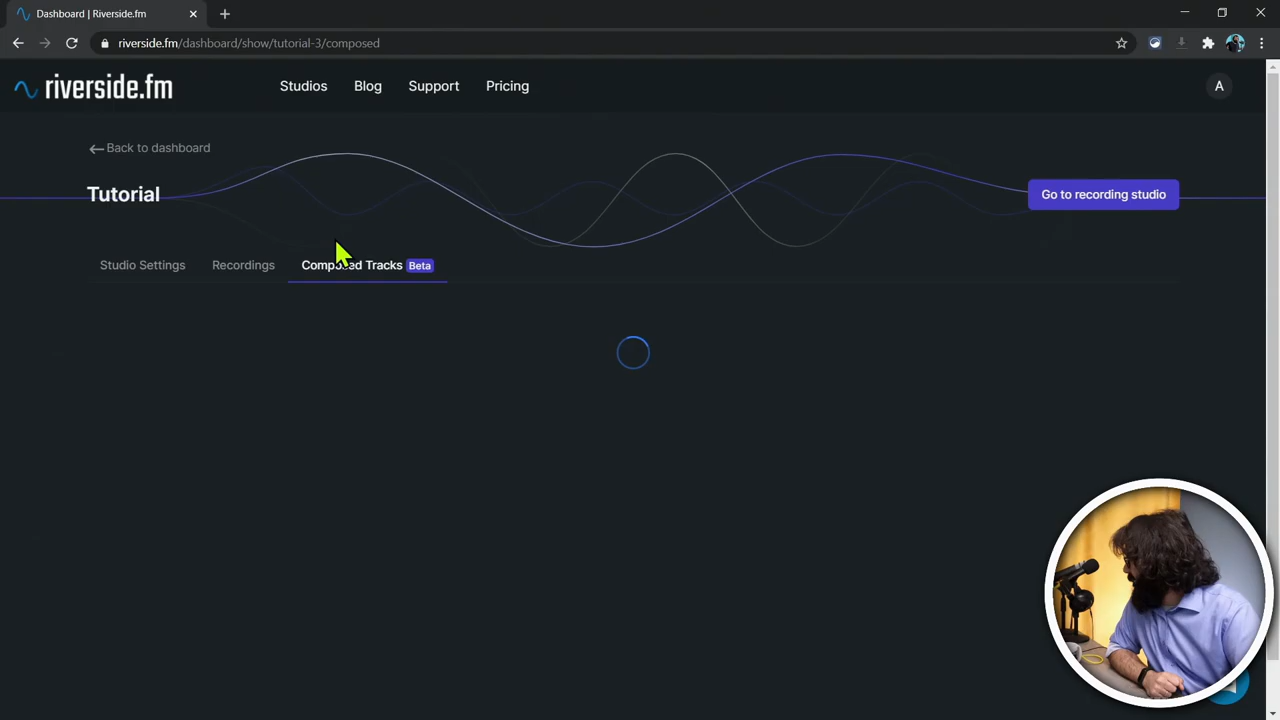 Dashboard | Riverside.fm
riverside.fm/dashboard/show/tutorial-3/composed
riverside.fm
Studios
Blog
Support
Pricing
A
Back to dashboard
Tutorial
Go to recording studio
Studio Settings
Recordings
Composed Tracks Beta